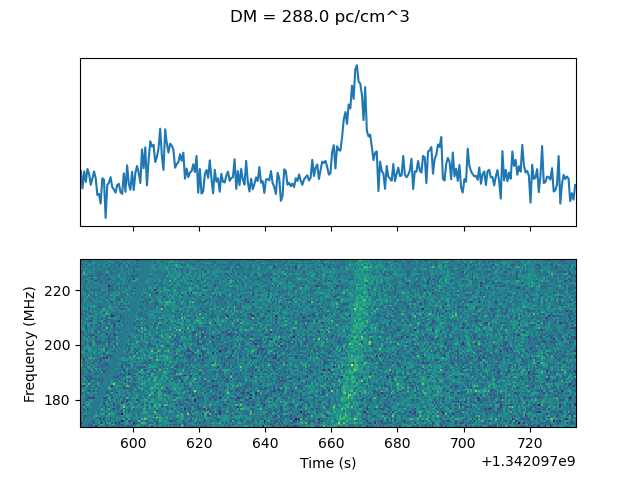 DM = 288.0 pc/cm^3
Frequency (MHz)
220
200
180
600 620 640 660 680 700 720
Time (s)
+1.342097e9